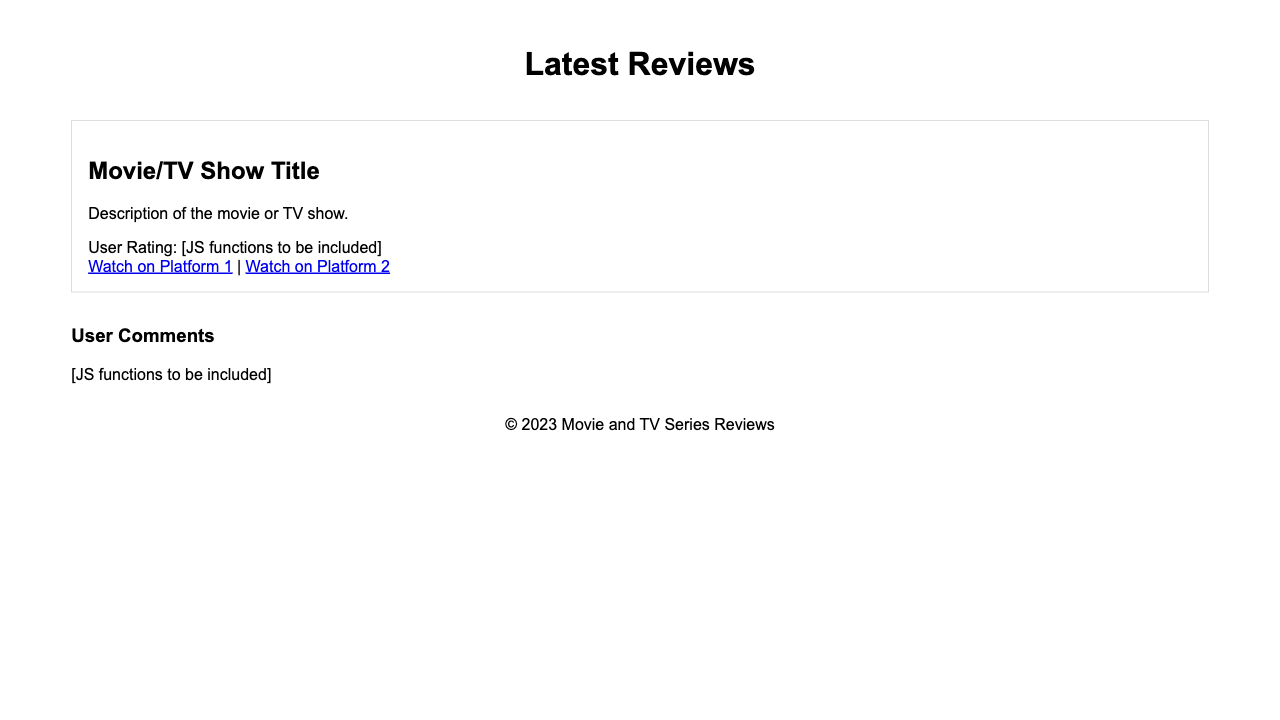 Latest Reviews
Movie/TV Show Title
Description of the movie or TV show.
User Rating: [JS functions to be included]
Watch on Platform 1 | Watch on Platform 2
User Comments
[JS functions to be included]
© 2023 Movie and TV Series Reviews